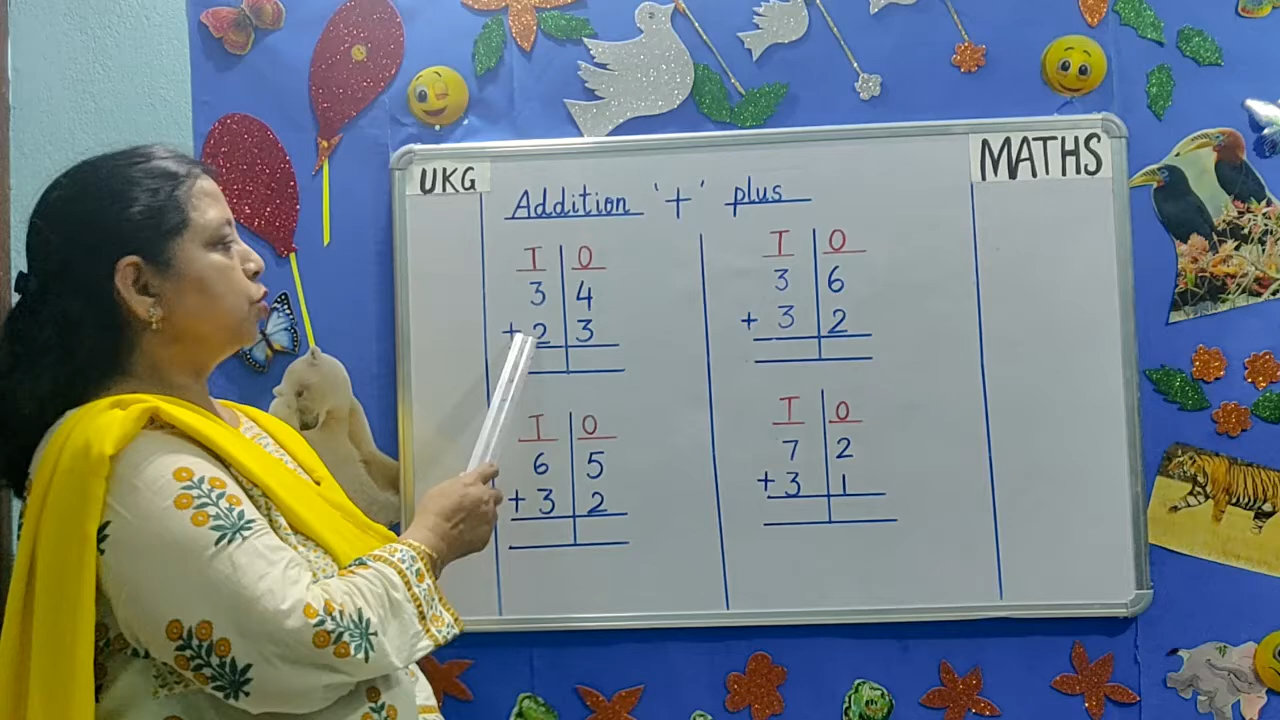 UKG
MATHS
Addition '+' plus
T O
3 4
+ 2 3
T O
3 6
+ 3 2
T O
6 5
+ 3 2
T O
7 2
+ 3 1